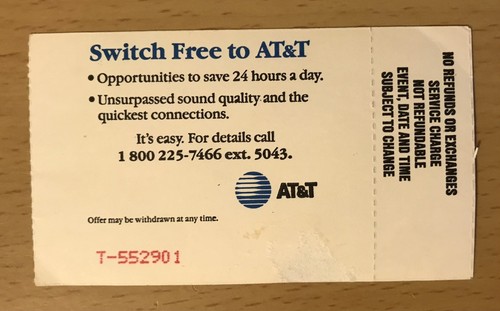 Switch Free to AT&T
• Opportunities to save 24 hours a day.
• Unsurpassed sound quality and the
quickest connections.
It's easy. For details call
1 800 225-7466 ext. 5043.
AT&T
Offer may be withdrawn at any time.
T-552901
NO REFUNDS OR EXCHANGES
SERVICE CHARGE
NOT REFUNDABLE
EVENT, DATE AND TIME
SUBJECT TO CHANGE